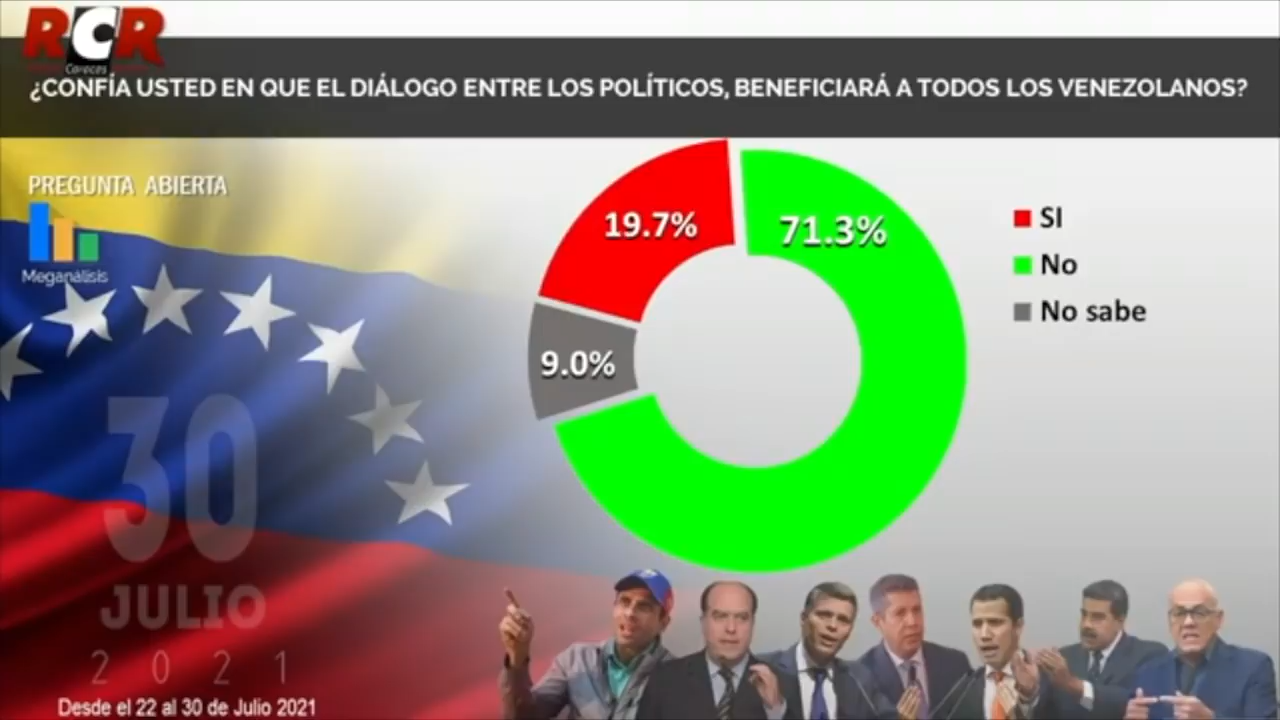 RCR
Caracas
¿CONFÍA USTED EN QUE EL DIÁLOGO ENTRE LOS POLÍTICOS, BENEFICIARÁ A TODOS LOS VENEZOLANOS?
PREGUNTA ABIERTA
Meganálisis
19.7%
71.3%
9.0%
SI
No
No sabe
30
JULIO
2021
Desde el 22 al 30 de Julio 2021